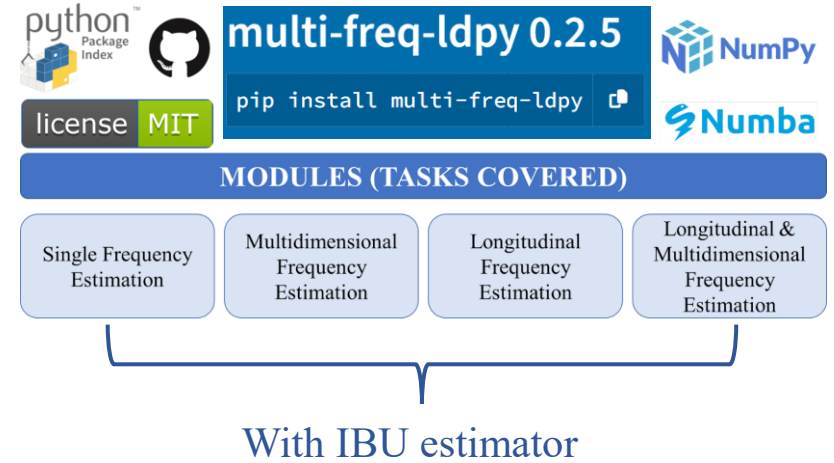 python
Package
Index
license MIT
multi-freq-ldpy 0.2.5
pip install multi-freq-ldpy
NumPy
Numba
MODULES (TASKS COVERED)
Single Frequency
Estimation
Multidimensional
Frequency
Estimation
Longitudinal
Frequency
Estimation
Longitudinal &
Multidimensional
Frequency
Estimation
With IBU estimator